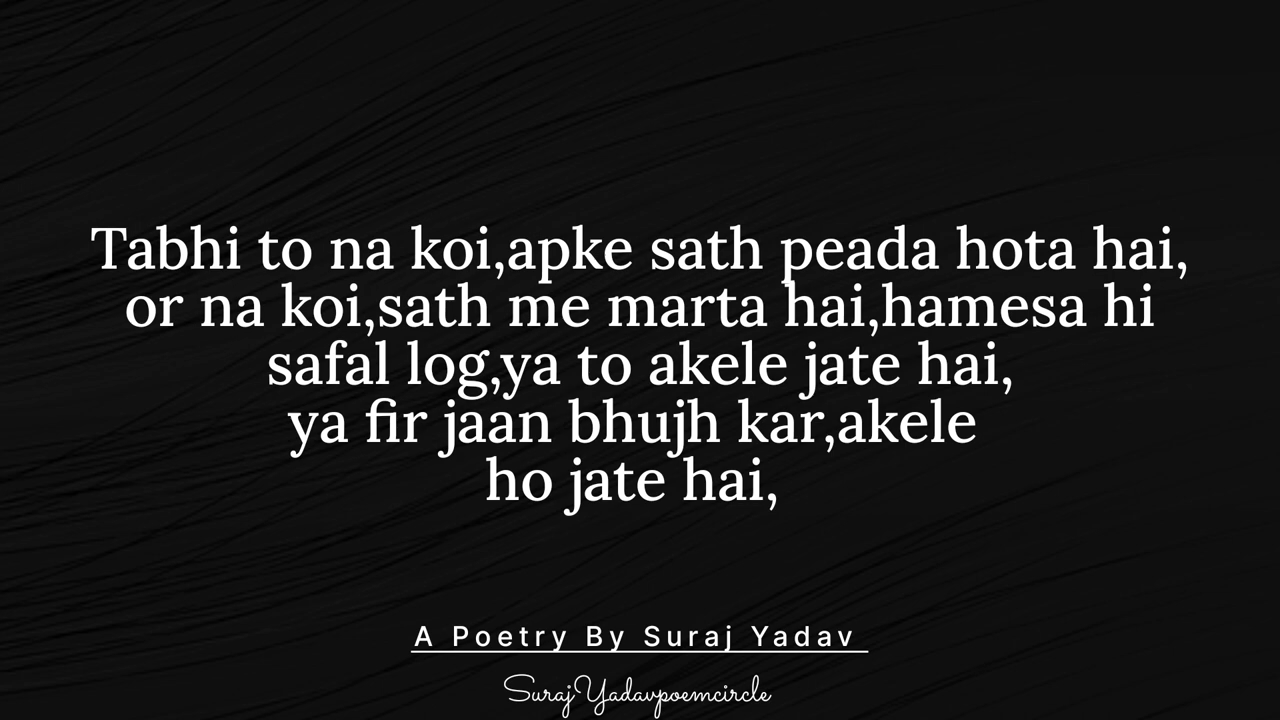 Tabhi to na koi,apke sath peada hota hai,
or na koi,sath me marta hai,hamesa hi
safal log,ya to akele jate hai,
ya fir jaan bhujh kar,akele
ho jate hai,
A Poetry By Suraj Yadav
SurajYadavpoemcircle